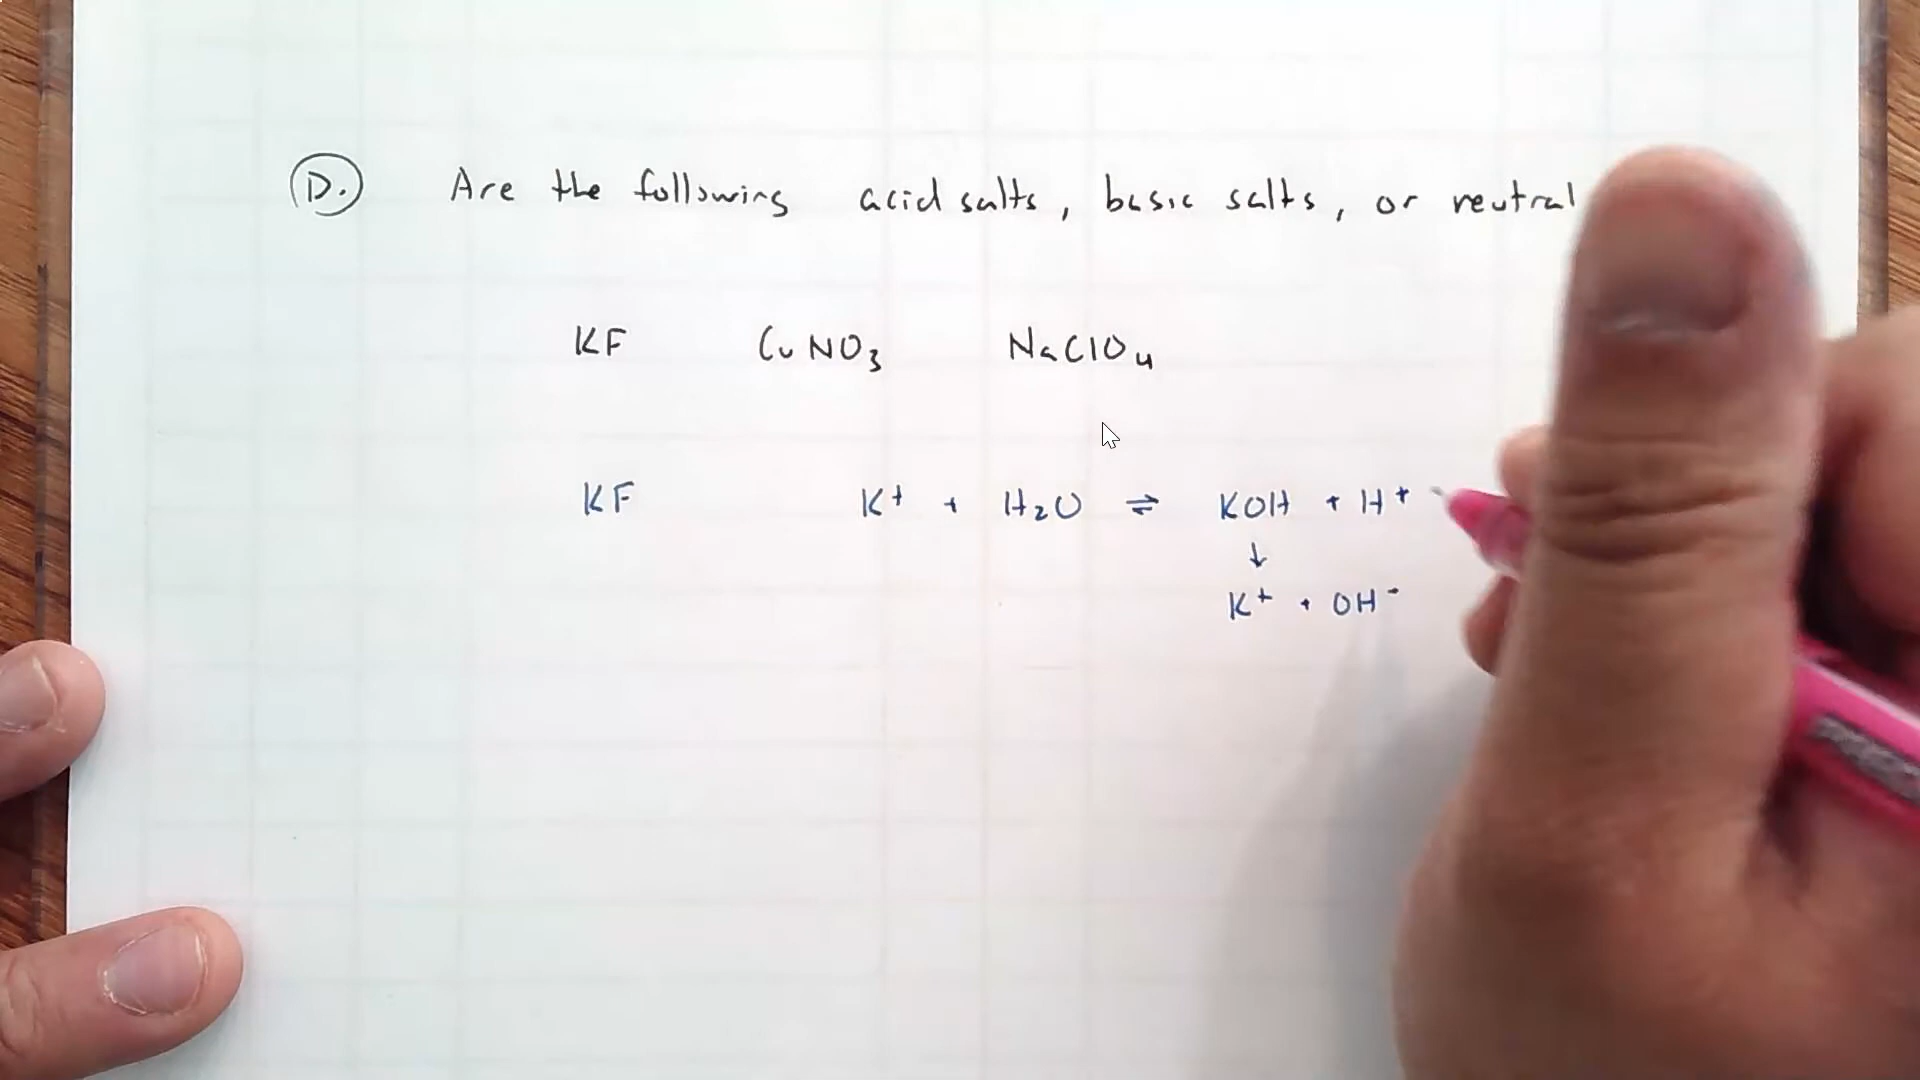 D. Are the following acid salts, basic salts, or neutral
KF CuNO₃ NaClO₄
KF K⁺ + H₂O ⇌ KOH + H⁺
↓
K⁺ + OH⁻